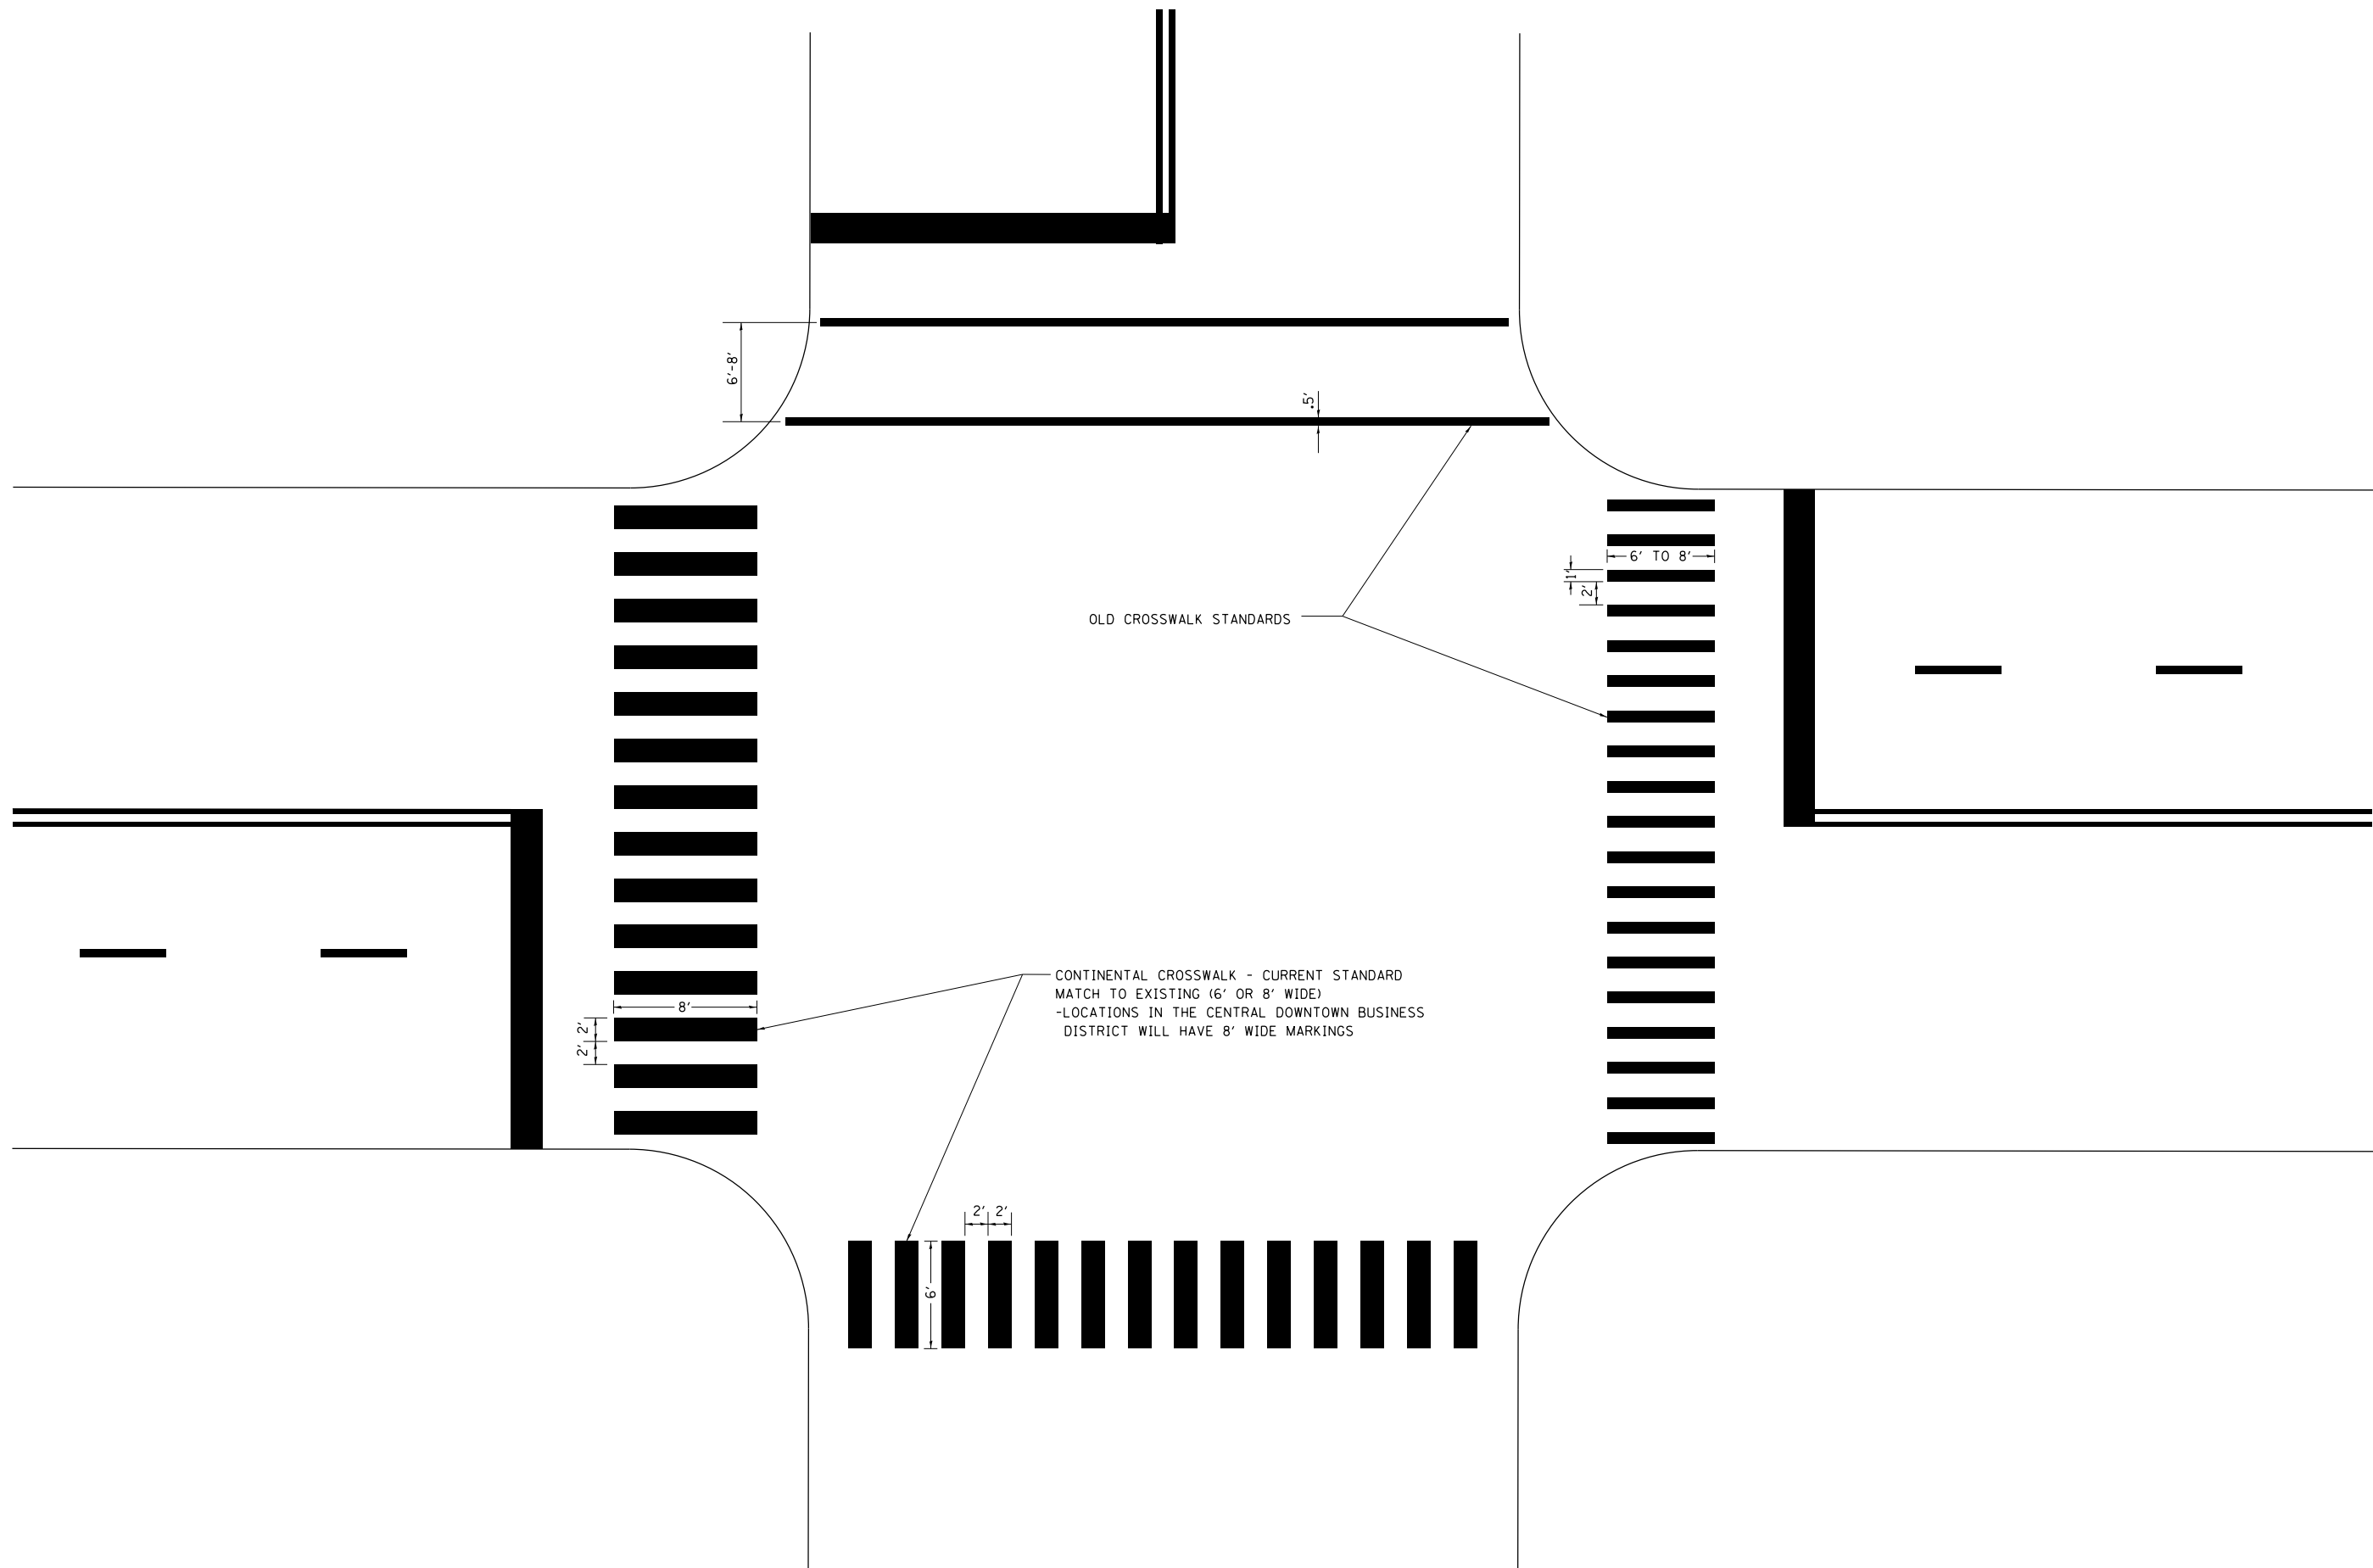 6'-8'
.5'
6' TO 8'
1'
2'
OLD CROSSWALK STANDARDS
CONTINENTAL CROSSWALK - CURRENT STANDARD
MATCH TO EXISTING (6' OR 8' WIDE)
-LOCATIONS IN THE CENTRAL DOWNTOWN BUSINESS
DISTRICT WILL HAVE 8' WIDE MARKINGS
8'
2'
2'
2' 2'
6'